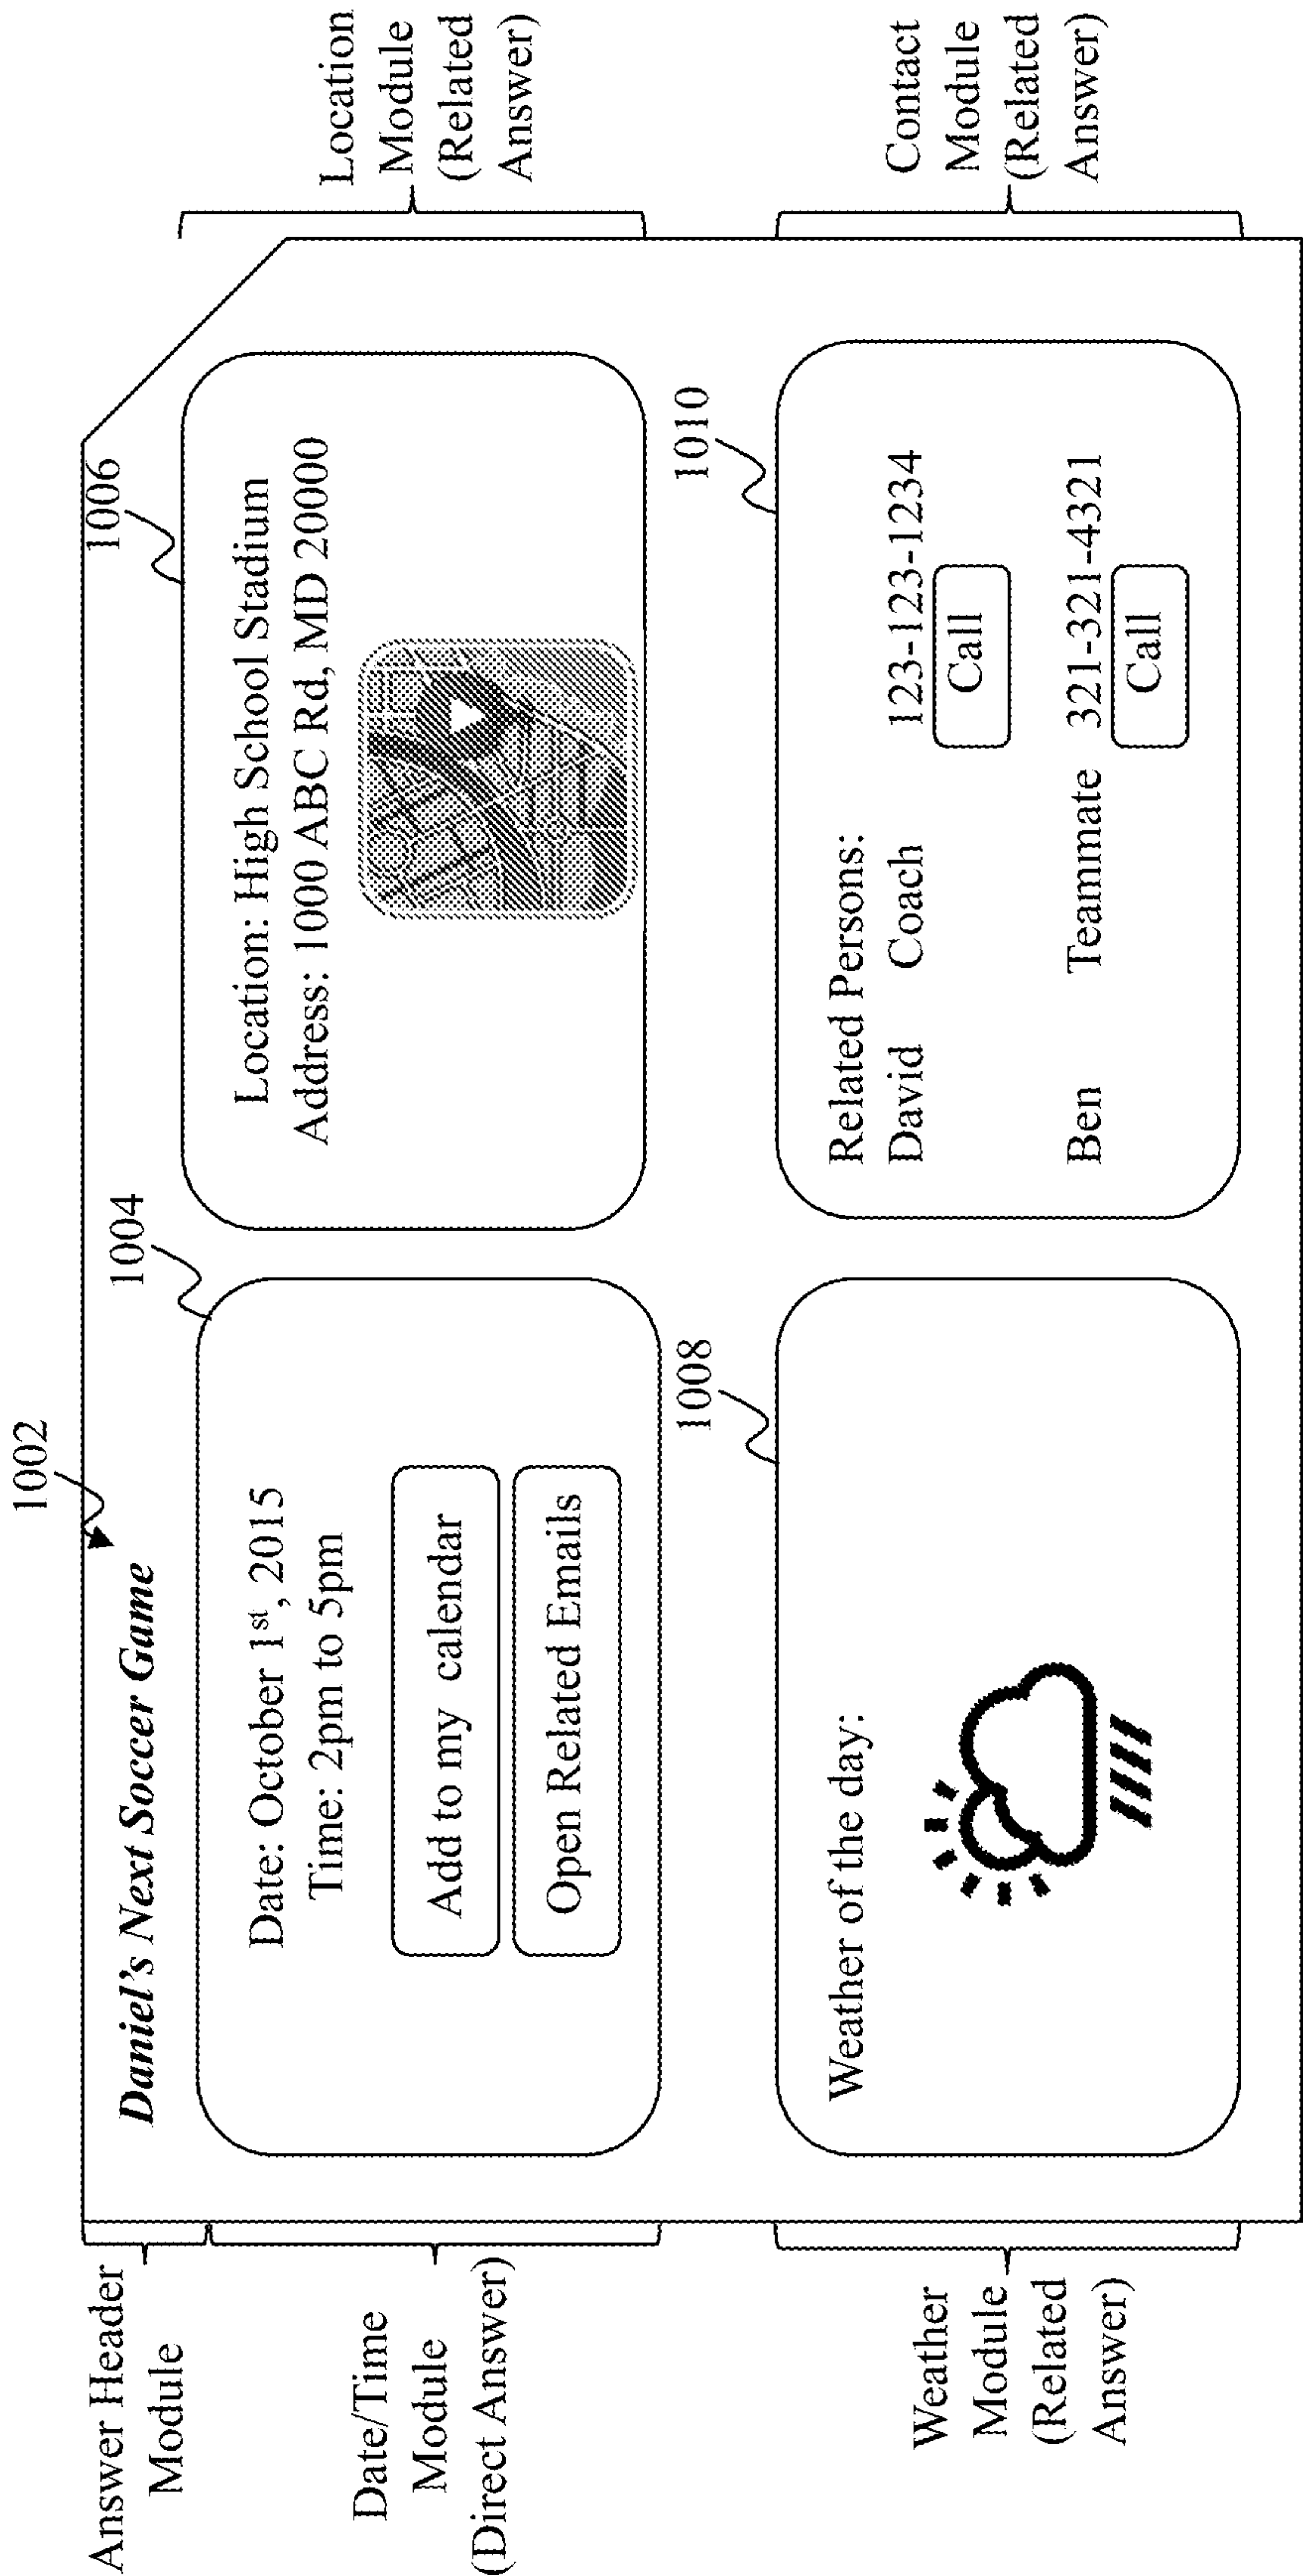 1002
Answer Header
Module
Daniel's Next Soccer Game
Date/Time
Module
(Direct Answer)
1004
Date: October 1st, 2015
Time: 2pm to 5pm
Add to my calendar
Open Related Emails
1006
Location: High School Stadium
Address: 1000 ABC Rd, MD 20000
Location
Module
(Related
Answer)
Weather
Module
(Related
Answer)
1008
Weather of the day:
1010
Related Persons:
David Coach 123-123-1234
Call
Ben Teammate 321-321-4321
Call
Contact
Module
(Related
Answer)